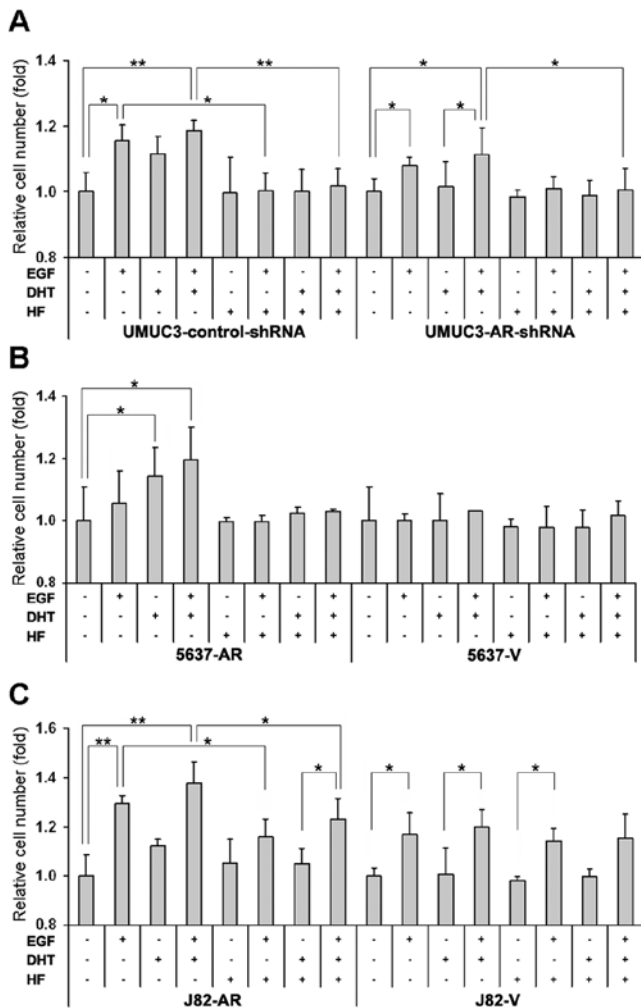 A
Relative cell number (fold)
1.4
1.2
1.0
0.8
** ** * *
* * * *
EGF - + - + - + - + - + - + - + - +
DHT - - + + - - + + - - + + - - + +
HF - - - - + + + + - - - - + + + +
UMUC3-control-shRNA UMUC3-AR-shRNA
B
Relative cell number (fold)
1.4
1.2
1.0
0.8
*
*
EGF - + - + - + - + - + - + - + - +
DHT - - + + - - + + - - + + - - + +
HF - - - - + + + + - - - - + + + +
5637-AR 5637-V
C
Relative cell number (fold)
1.6
1.4
1.2
1.0
0.8
** *
** * * * * *
EGF - + - + - + - + - + - + - + - +
DHT - - + + - - + + - - + + - - + +
HF - - - - + + + + - - - - + + + +
J82-AR J82-V